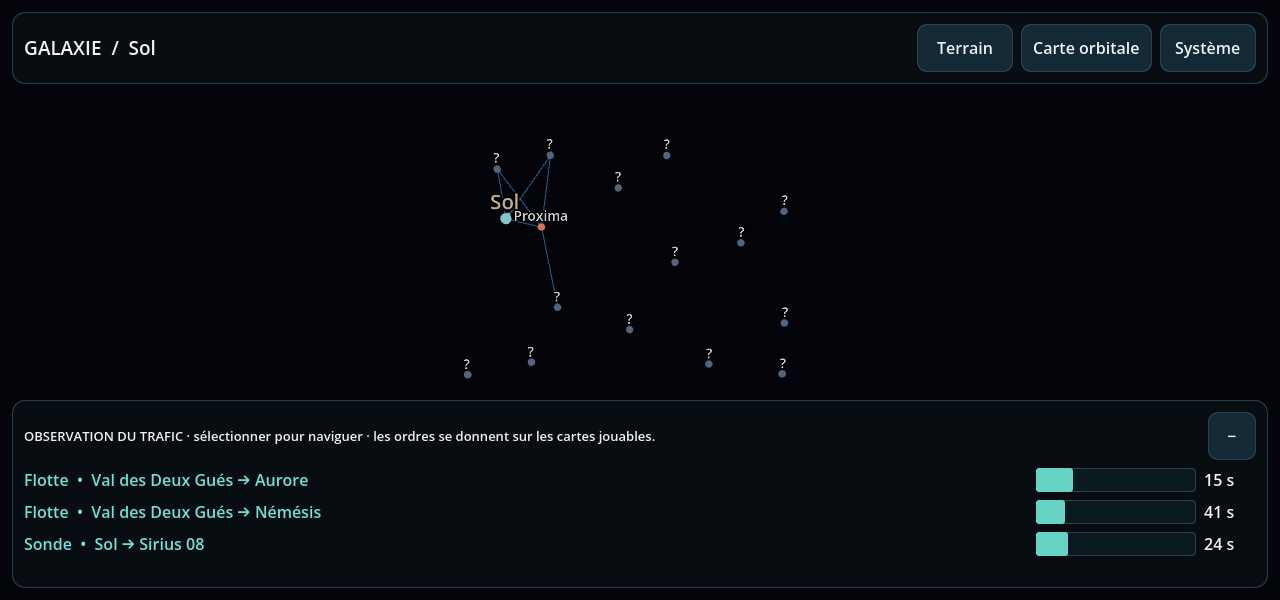 GALAXIE / Sol
Terrain
Carte orbitale
Système
?
?
?
?
?
Sol
Proxima
?
?
?
?
?
?
?
?
?
?
OBSERVATION DU TRAFIC · sélectionner pour naviguer · les ordres se donnent sur les cartes jouables.
–
Flotte • Val des Deux Gués → Aurore
15 s
Flotte • Val des Deux Gués → Némésis
41 s
Sonde • Sol → Sirius 08
24 s